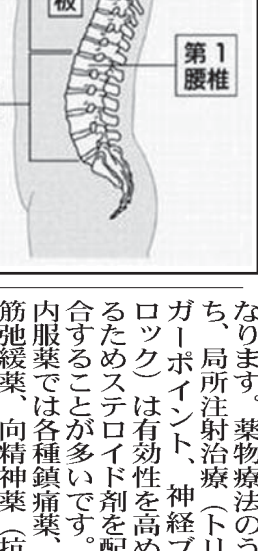 板
第1
腰椎
なります。薬物療法のう
ち、局所注射治療（トリ
ガーポイント、神経ブ
ロック）は有効性を高め
るためステロイド剤を配
合することが多いです。
内服薬では各種鎮痛薬、
筋弛緩薬、向精神薬（抗